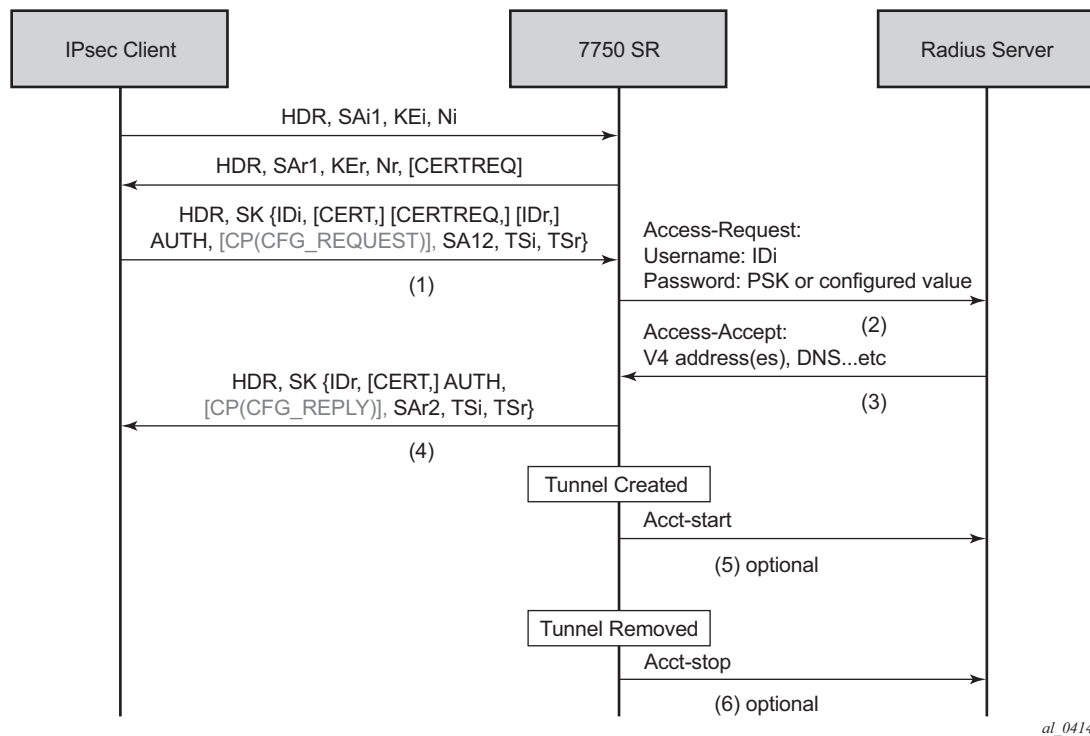 IPsec Client
7750 SR
Radius Server
HDR, SAi1, KEi, Ni
HDR, SAr1, KEr, Nr, [CERTREQ]
HDR, SK {IDi, [CERT,] [CERTREQ,] [IDr,]
AUTH, [CP(CFG_REQUEST)], SA12, TSi, TSr}
(1)
Access-Request:
Username: IDi
Password: PSK or configured value
(2)
Access-Accept:
V4 address(es), DNS...etc
(3)
HDR, SK {IDr, [CERT,] AUTH,
[CP(CFG_REPLY)], SAr2, TSi, TSr}
(4)
Tunnel Created
Acct-start
(5) optional
Tunnel Removed
Acct-stop
(6) optional
al_0414